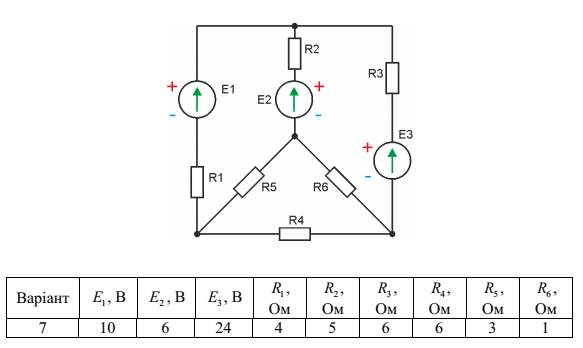 R2
R3
E1
E2
+
-
+
-
E3
+
-
R1
R5
R6
R4
Варіант E₁, В E₂, В E₃, В R₁, Ом R₂, Ом R₃, Ом R₄, Ом R₅, Ом R₆, Ом
7 10 6 24 4 5 6 6 3 1